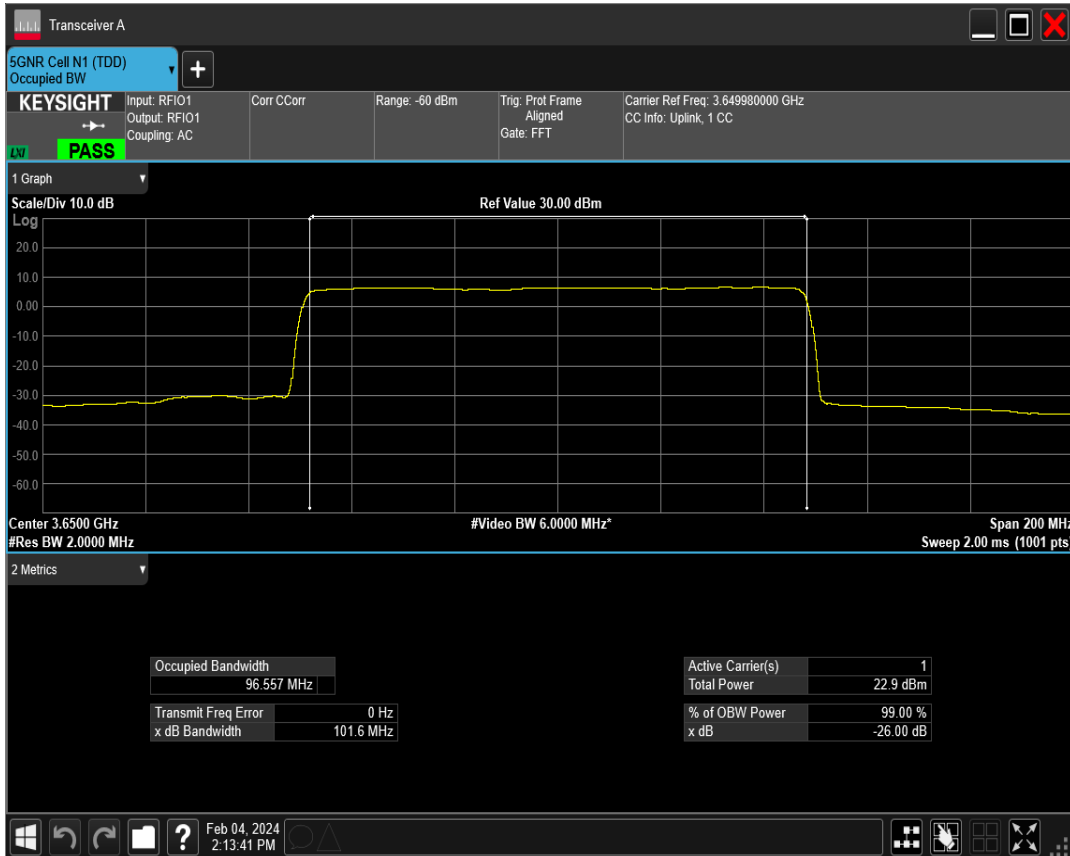 Transceiver A
5GNR Cell N1 (TDD)
Occupied BW
+
KEYSIGHT
LXI
PASS
Input: RFIO1
Output: RFIO1
Coupling: AC
Corr CCorr
Range: -60 dBm
Trig: Prot Frame
Aligned
Gate: FFT
Carrier Ref Freq: 3.649980000 GHz
CC Info: Uplink, 1 CC
1 Graph
Scale/Div 10.0 dB
Ref Value 30.00 dBm
Log
20.0
10.0
0.00
-10.0
-20.0
-30.0
-40.0
-50.0
-60.0
Center 3.6500 GHz
#Video BW 6.0000 MHz*
Span 200 MHz
#Res BW 2.0000 MHz
Sweep 2.00 ms (1001 pts)
2 Metrics
Occupied Bandwidth
96.557 MHz
Transmit Freq Error 0 Hz
x dB Bandwidth 101.6 MHz
Active Carrier(s) 1
Total Power 22.9 dBm
% of OBW Power 99.00 %
x dB -26.00 dB
?
Feb 04, 2024
2:13:41 PM